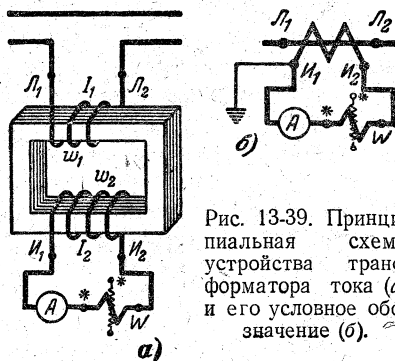 Л₁ I₁ Л₂
w₁
w₂
И₁ I₂ И₂
А * * W
а)
Л₁ Л₂
И₁ И₂
А * * W
б)
Рис. 13-39. Принци-
пиальная схем
устройства транс
форматора тока (а
и его условное обо
значение (б).